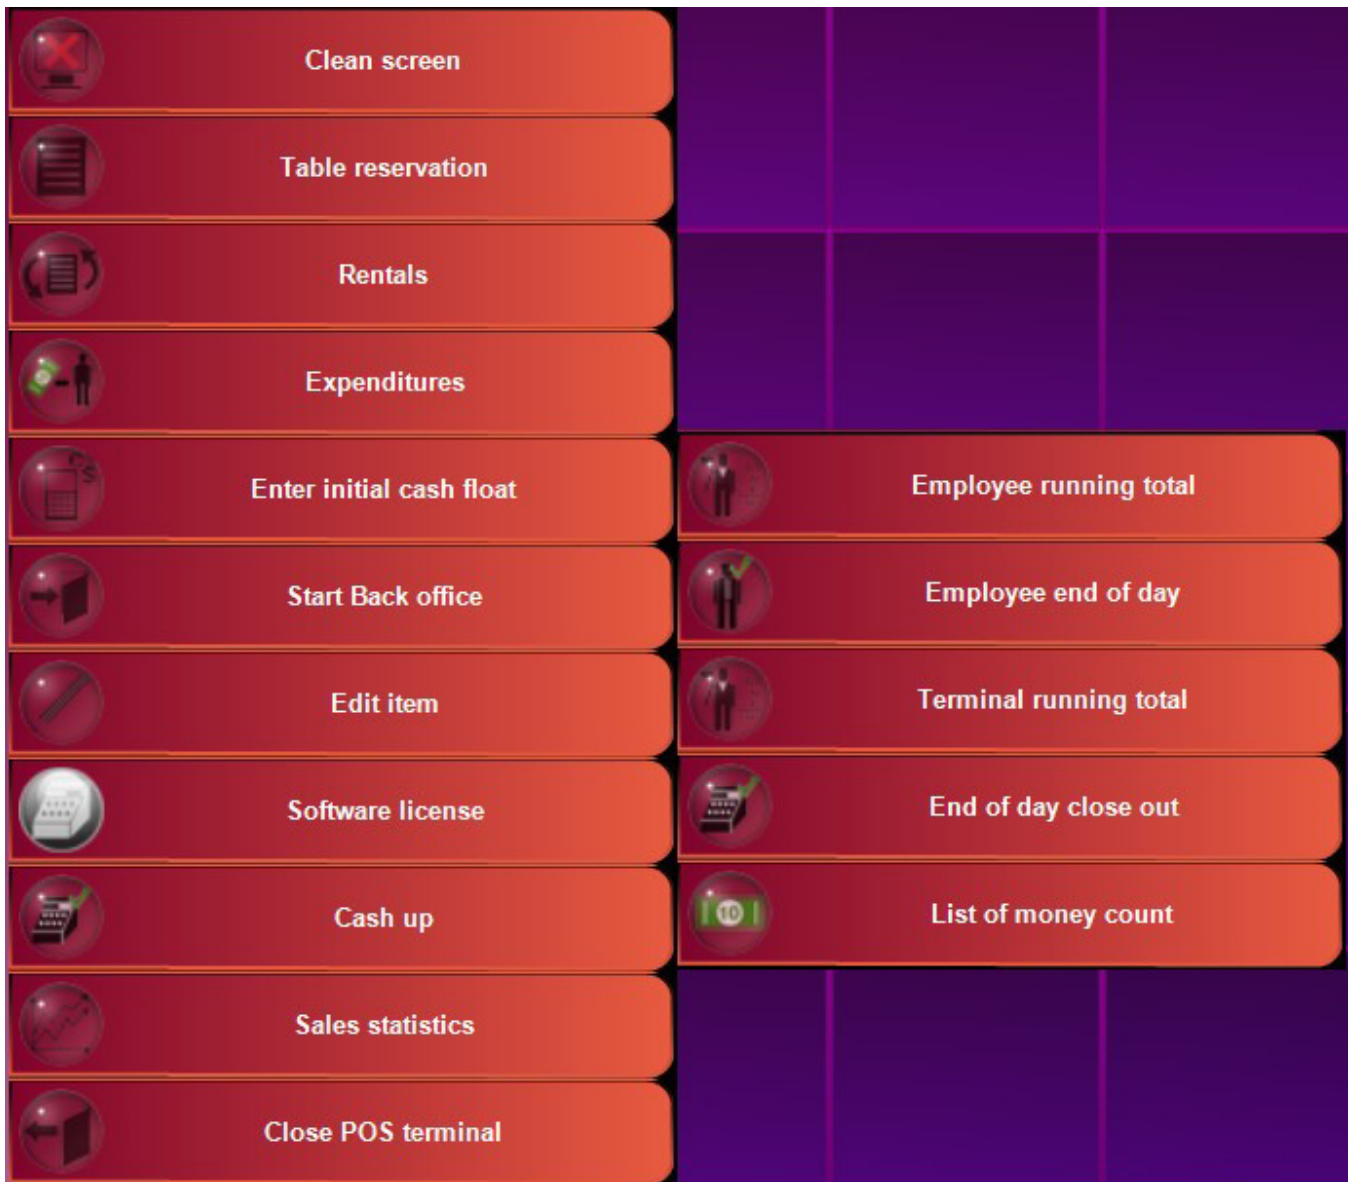 Clean screen
Table reservation
Rentals
Expenditures
Enter initial cash float
Start Back office
Edit item
Software license
Cash up
Sales statistics
Close POS terminal
Employee running total
Employee end of day
Terminal running total
End of day close out
10
List of money count